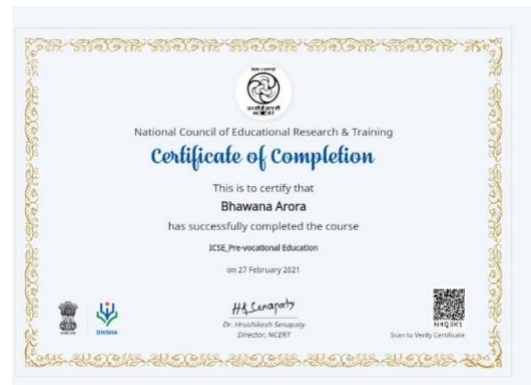 National Council of Educational Research & Training
Certificate of Completion
This is to certify that
Bhawana Arora
has successfully completed the course
ICSE_Pre-vocational Education
on 27 February 2021
Dr. Hrushikesh Senapaty
Director, NCERT
DIKSHA
N4Q3K1
Scan to Verify Certificate